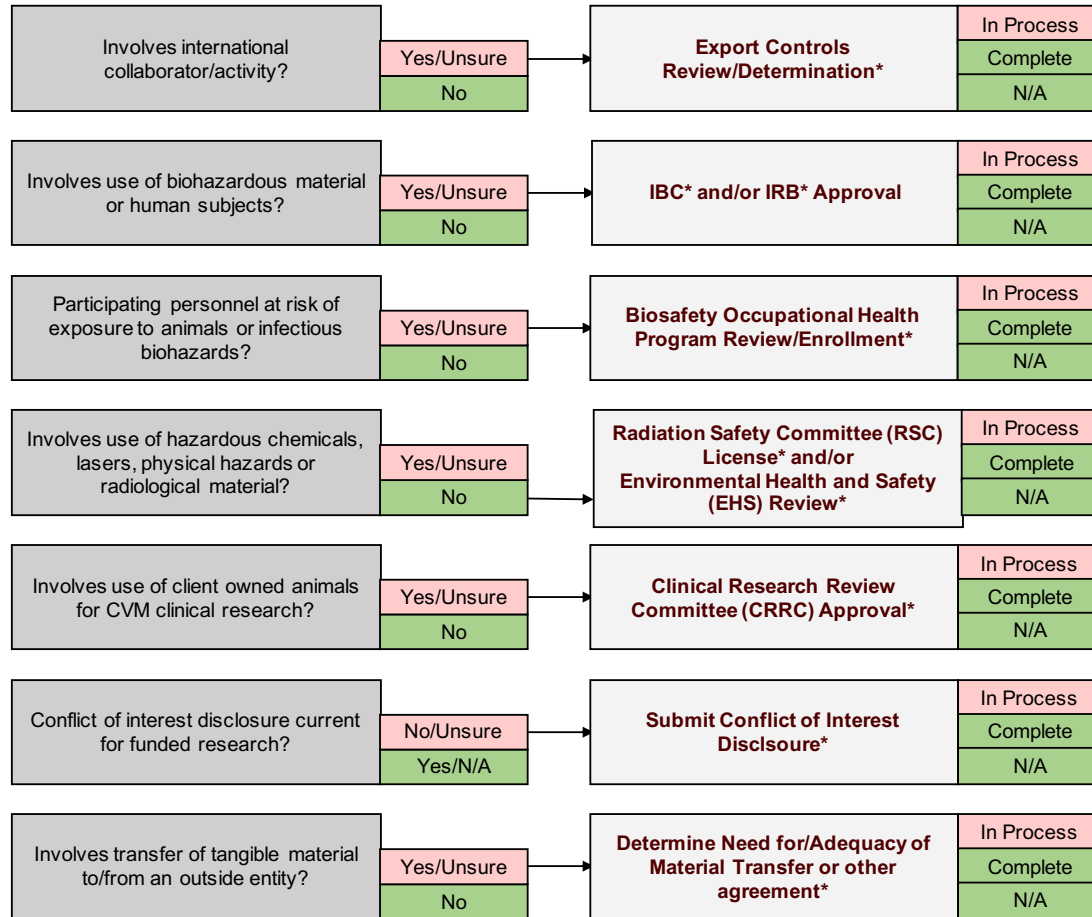 Involves international
collaborator/activity?
Yes/Unsure
No
Export Controls
Review/Determination*
In Process
Complete
N/A
Involves use of biohazardous material
or human subjects?
Yes/Unsure
No
IBC* and/or IRB* Approval
In Process
Complete
N/A
Participating personnel at risk of
exposure to animals or infectious
biohazards?
Yes/Unsure
No
Biosafety Occupational Health
Program Review/Enrollment*
In Process
Complete
N/A
Involves use of hazardous chemicals,
lasers, physical hazards or
radiological material?
Yes/Unsure
No
Radiation Safety Committee (RSC)
License* and/or
Environmental Health and Safety
(EHS) Review*
In Process
Complete
N/A
Involves use of client owned animals
for CVM clinical research?
Yes/Unsure
No
Clinical Research Review
Committee (CRRC) Approval*
In Process
Complete
N/A
Conflict of interest disclosure current
for funded research?
No/Unsure
Yes/N/A
Submit Conflict of Interest
Disclsoure*
In Process
Complete
N/A
Involves transfer of tangible material
to/from an outside entity?
Yes/Unsure
No
Determine Need for/Adequacy of
Material Transfer or other
agreement*
In Process
Complete
N/A